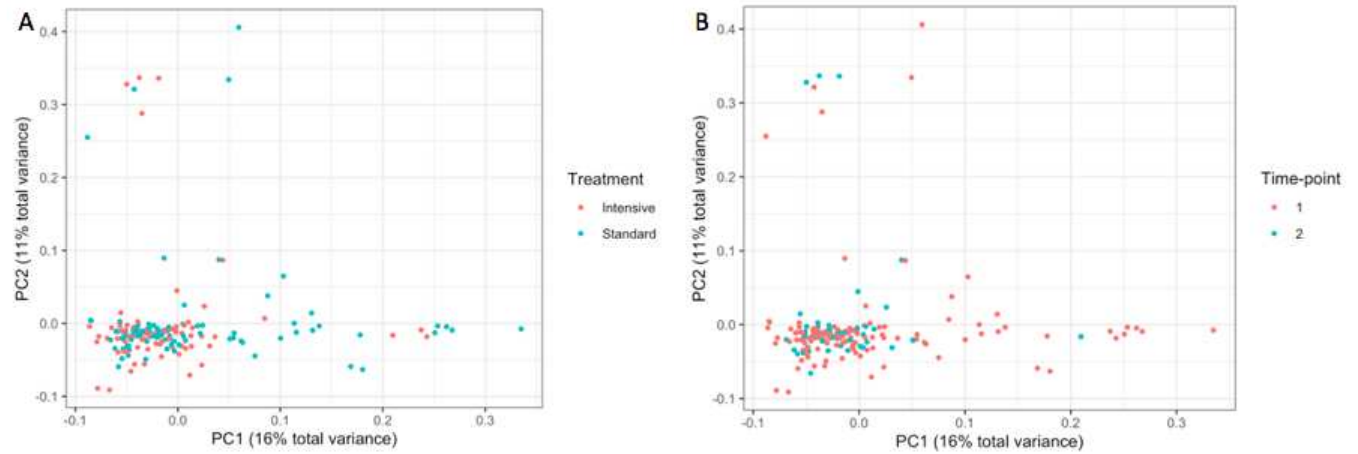 A
PC2 (11% total variance)
0.4
0.3
0.2
0.1
0.0
-0.1
-0.1
0.0
0.1
0.2
0.3
PC1 (16% total variance)
Treatment
Intensive
Standard
B
PC2 (11% total variance)
0.4
0.3
0.2
0.1
0.0
-0.1
-0.1
0.0
0.1
0.2
0.3
PC1 (16% total variance)
Time-point
1
2